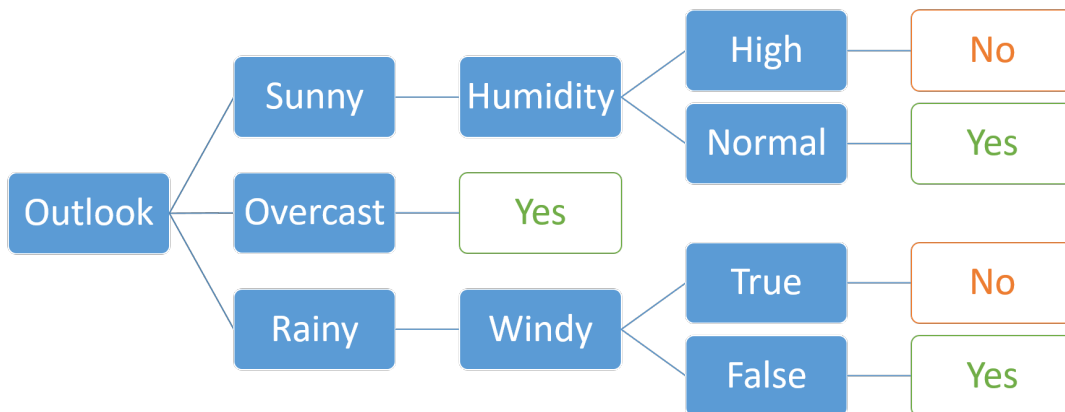 Outlook
Sunny
Humidity
High
No
Normal
Yes
Overcast
Yes
Rainy
Windy
True
No
False
Yes